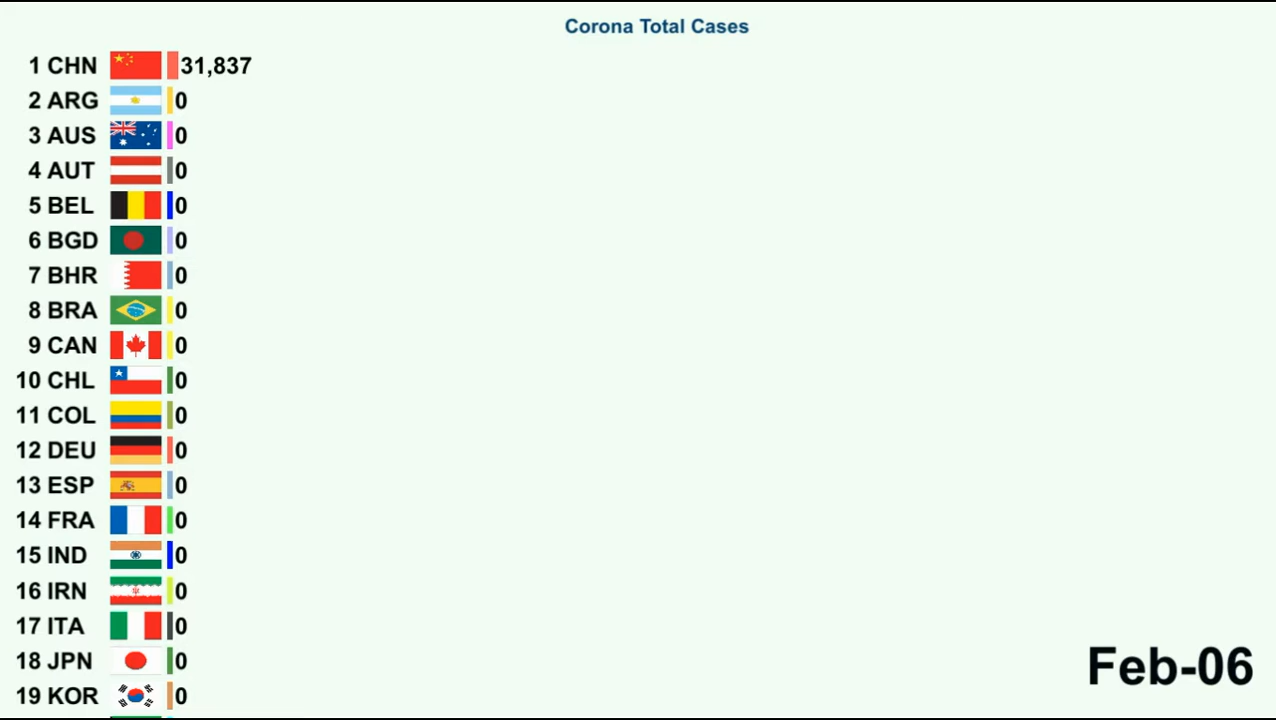 Corona Total Cases
1 CHN 31,837
2 ARG 0
3 AUS 0
4 AUT 0
5 BEL 0
6 BGD 0
7 BHR 0
8 BRA 0
9 CAN 0
10 CHL 0
11 COL 0
12 DEU 0
13 ESP 0
14 FRA 0
15 IND 0
16 IRN 0
17 ITA 0
18 JPN 0
19 KOR 0
Feb-06